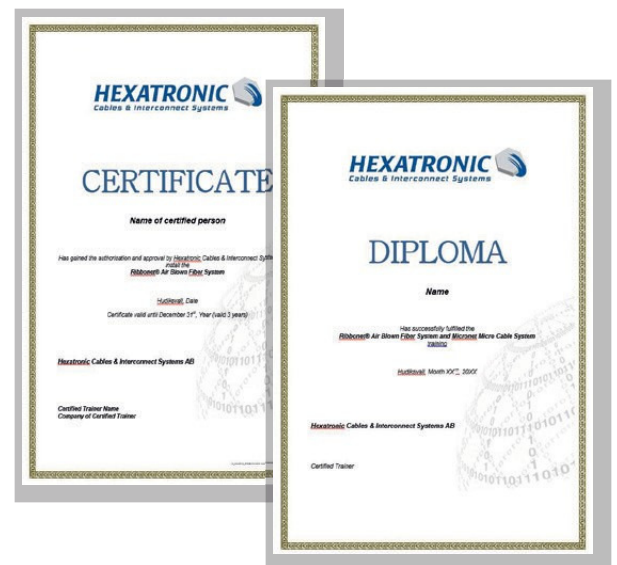 HEXATRONIC
Cables & Interconnect Systems
CERTIFICATE
Name of certified person
Has gained the authorisation and approval by Hexatronic Cables & Interconnect
install the
Ribbonet® Air Blown Fiber System
Hudiksvall, Date
Certificate valid until December 31st, Year (valid 3 years)
Hexatronic Cables & Interconnect Systems AB
Certified Trainer Name
Company of Certified Trainer
HEXATRONIC
Cables & Interconnect Systems
DIPLOMA
Name
Has successfully fulfilled the
Ribbonet® Air Blown Fiber System and Micronet Micro Cable System
training
Hudiksvall, Month XXth, 20XX
Hexatronic Cables & Interconnect Systems AB
Certified Trainer